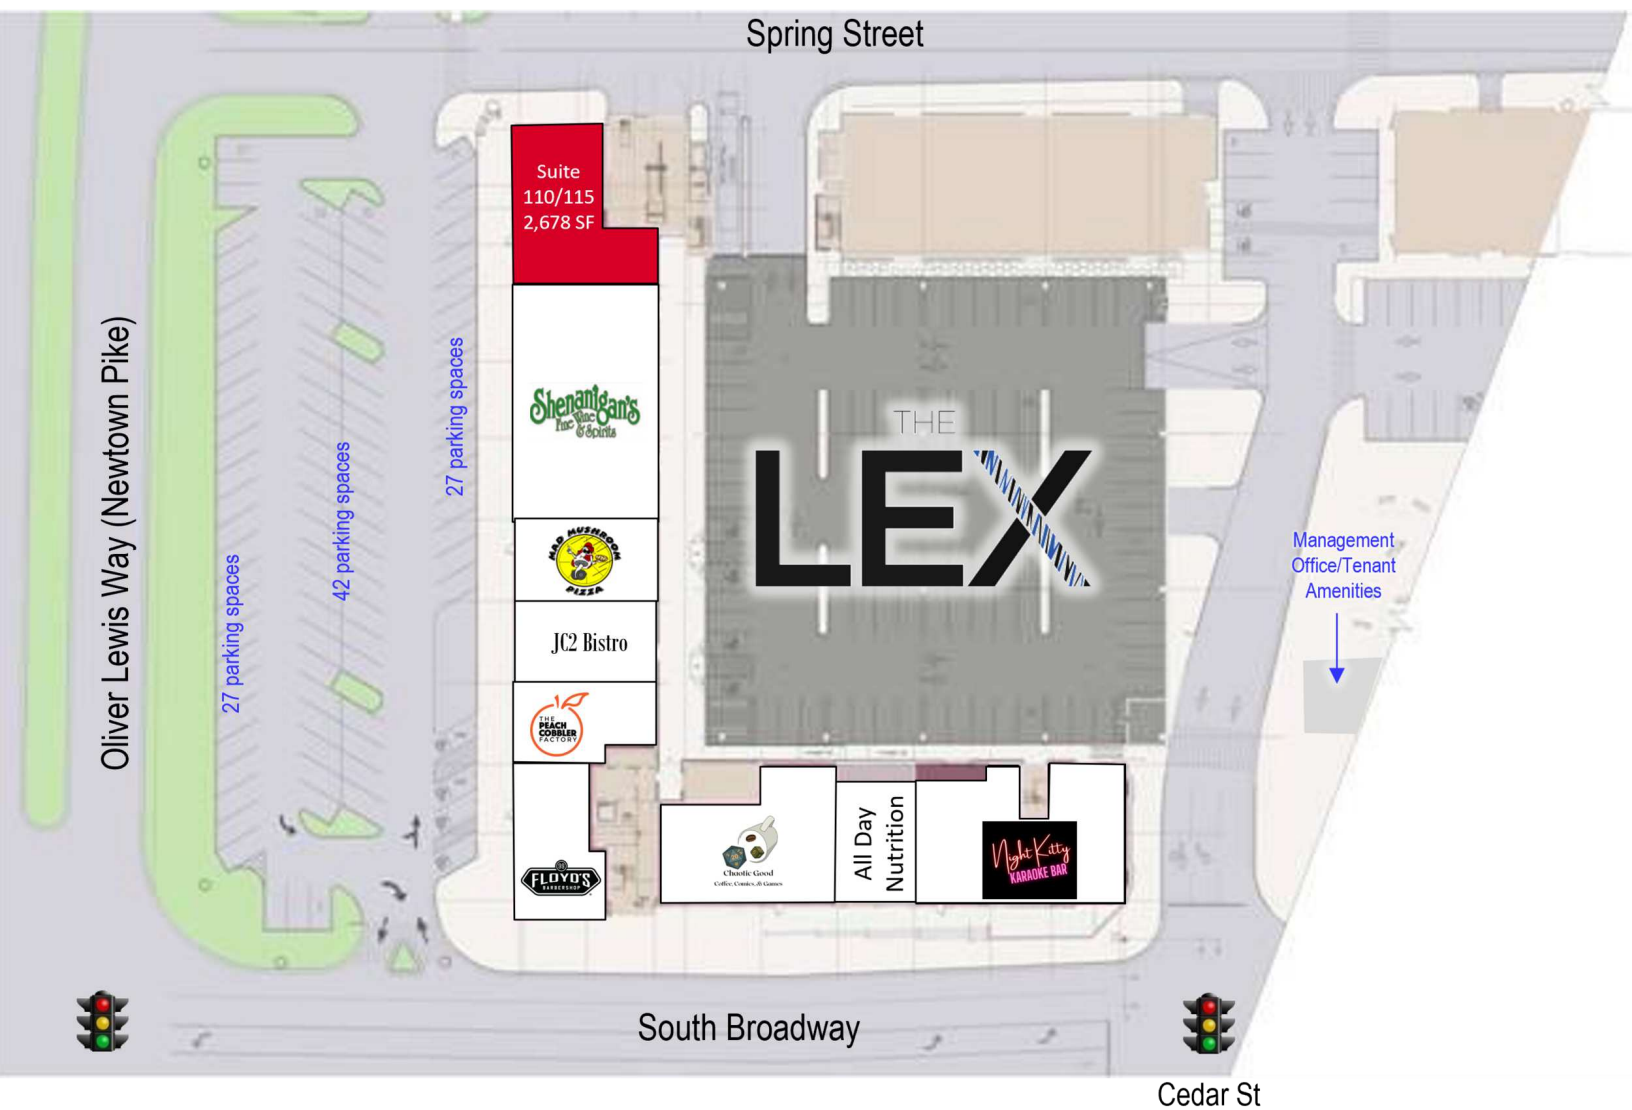 Spring Street
Suite
110/115
2,678 SF
Oliver Lewis Way (Newtown Pike)
27 parking spaces
42 parking spaces
27 parking spaces
Shenanigan's
Fine Wine
& Spirits
THE
LEX
MAD MUSHROOM
PIZZA
JC2 Bistro
THE
PEACH
COBBLER
FACTORY
Management
Office/Tenant
Amenities
FLOYD'S
BARBERSHOP
Chaotic Good
Coffee, Comics, & Games
All Day
Nutrition
Night Kitty
KARAOKE BAR
South Broadway
Cedar St